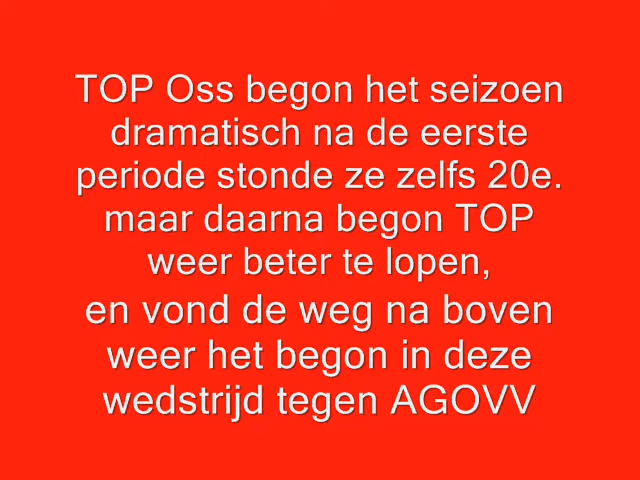 TOP Oss begon het seizoen
dramatisch na de eerste
periode stonde ze zelfs 20e.
maar daarna begon TOP
weer beter te lopen,
en vond de weg na boven
weer het begon in deze
wedstrijd tegen AGOVV